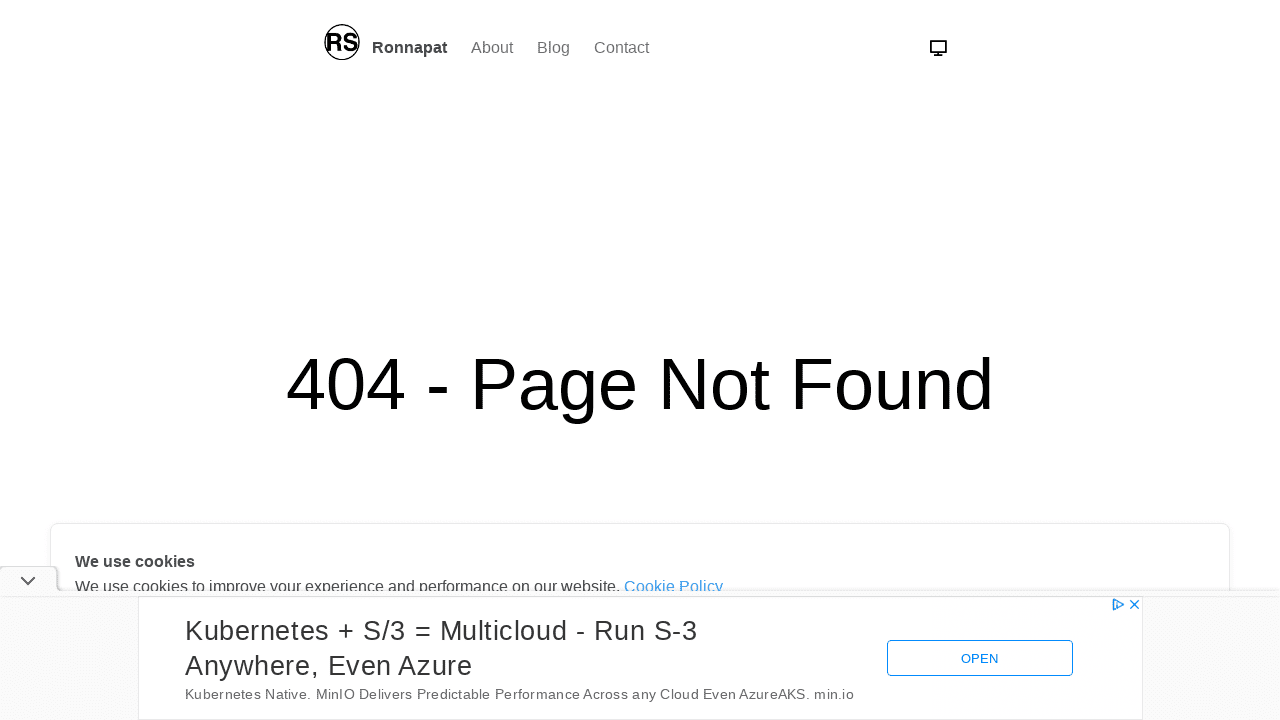 RS Ronnapat About Blog Contact
404 - Page Not Found
We use cookies
We use cookies to improve your experience and performance on our website. Cookie Policy
Kubernetes + S/3 = Multicloud - Run S-3
Anywhere, Even Azure
OPEN
Kubernetes Native. MinIO Delivers Predictable Performance Across any Cloud Even AzureAKS. min.io